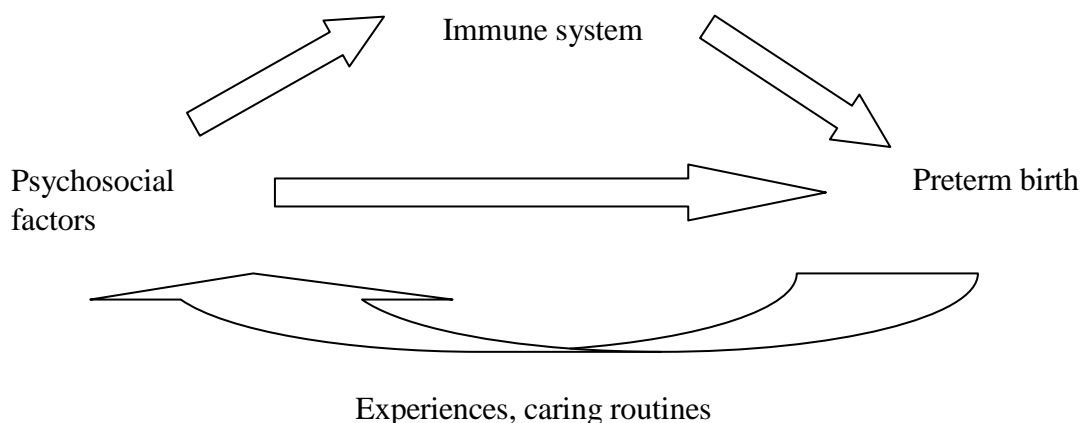 Immune system
Psychosocial
factors
Preterm birth
Experiences, caring routines